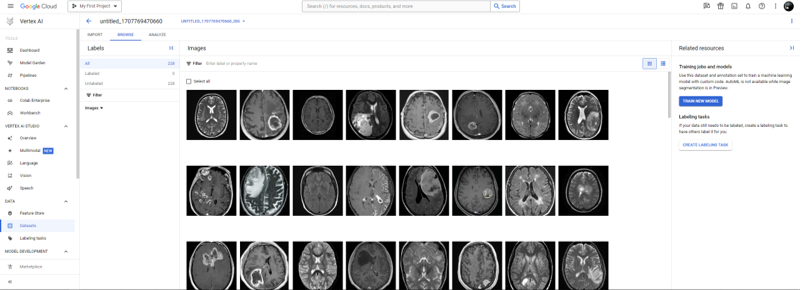 Google Cloud
My First Project
Search (/) for resources, docs, products, and more
Search
Vertex AI
untitled_1707769470660
UNTITLED_1707769470660_IMG
TOOLS
Dashboard
Model Garden
Pipelines
NOTEBOOKS
Colab Enterprise
Workbench
VERTEX AI STUDIO
Overview
Multimodal NEW
Language
Vision
Speech
DATA
Feature Store
Datasets
Labeling tasks
MODEL DEVELOPMENT
Marketplace
IMPORT
BROWSE
ANALYZE
Labels
All
Labeled
Unlabeled
Filter
Images
Images
Filter Enter label or property name
Select all
Related resources
Training jobs and models
Use this dataset and annotation set to train a machine learning
model with custom code. AutoML is not available while image
segmentation is in Preview.
TRAIN NEW MODEL
Labeling tasks
If your data still needs to be labeled, create a labeling task to
have others label it for you
CREATE LABELING TASK